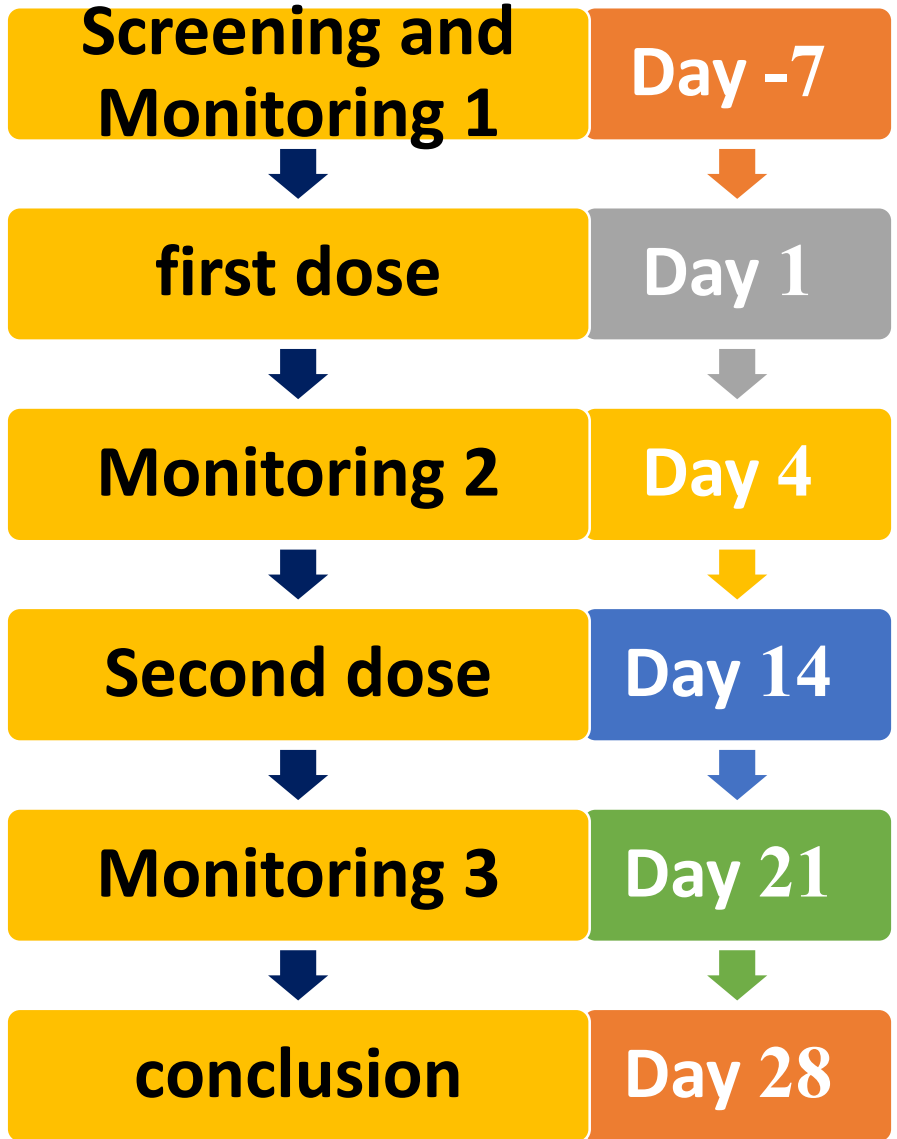 Screening and
Monitoring 1
Day -7
first dose
Day 1
Monitoring 2
Day 4
Second dose
Day 14
Monitoring 3
Day 21
conclusion
Day 28